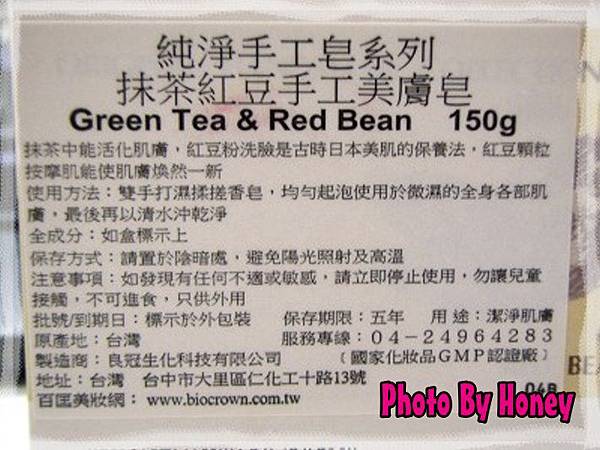 純淨手工皂系列
抹茶紅豆手工美膚皂
Green Tea & Red Bean 150g
抹茶中能活化肌膚，紅豆粉洗臉是古時日本美肌的保養法，紅豆顆粒
按摩肌能使肌膚煥然一新
使用方法：雙手打濕揉搓香皂，均勻起泡使用於微濕的全身各部肌
膚，最後再以清水沖乾淨
全成分：如盒標示上
保存方式：請置於陰暗處，避免陽光照射及高溫
注意事項：如發現有任何不適或敏感，請立即停止使用，勿讓兒童
接觸，不可進食，只供外用
批號/到期日：標示於外包裝 保存期限：五年 用途：潔淨肌膚
原產地：台灣 服務專線：04-24964283
製造商：良冠生化科技有限公司 〔國家化妝品GMP認證廠〕
地址：台灣 台中市大里區仁化工十路13號
百匡美妝網：www.biocrown.com.tw
04B
Photo By Honey